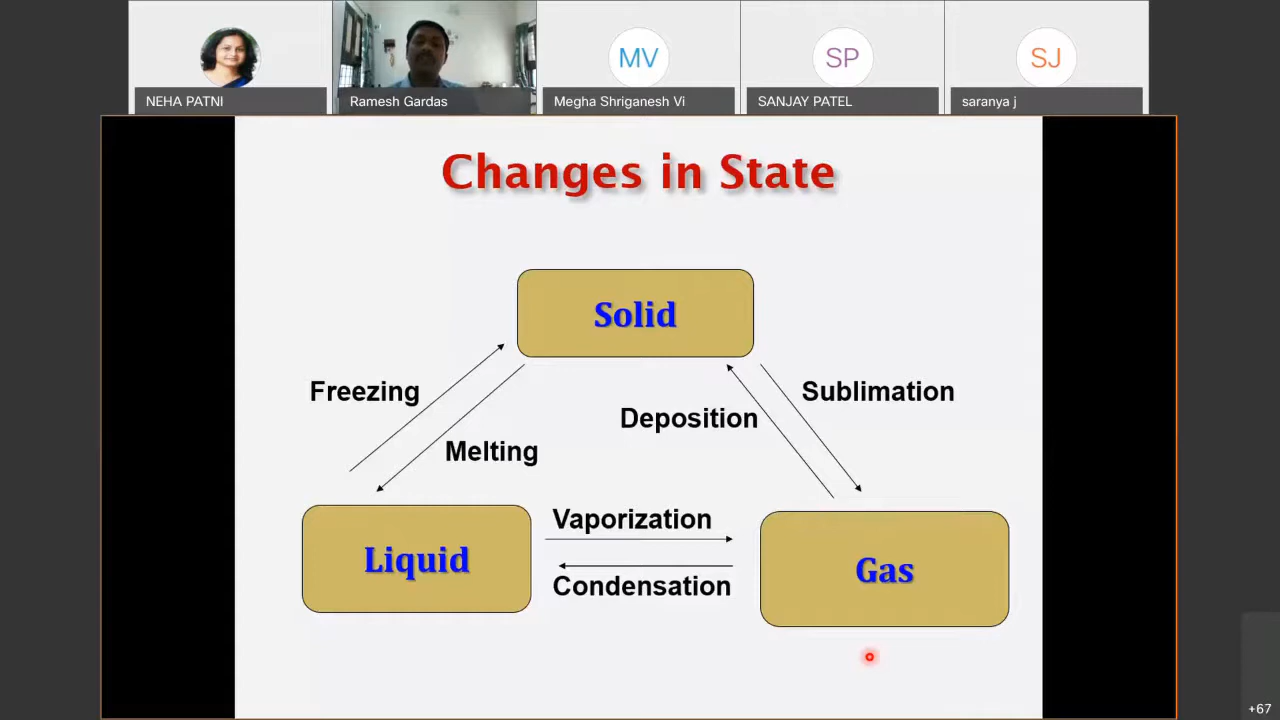 MV
SP
SJ
NEHA PATNI
Ramesh Gardas
Megha Shriganesh Vi
SANJAY PATEL
saranya j
Changes in State
Solid
Freezing
Sublimation
Deposition
Melting
Vaporization
Liquid
Gas
Condensation
+67